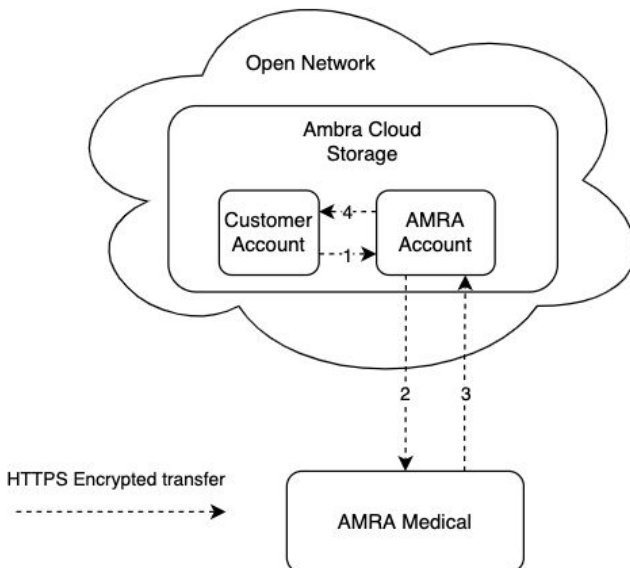 Open Network
Ambra Cloud
Storage
Customer
Account
4
1
AMRA
Account
2
3
HTTPS Encrypted transfer
AMRA Medical